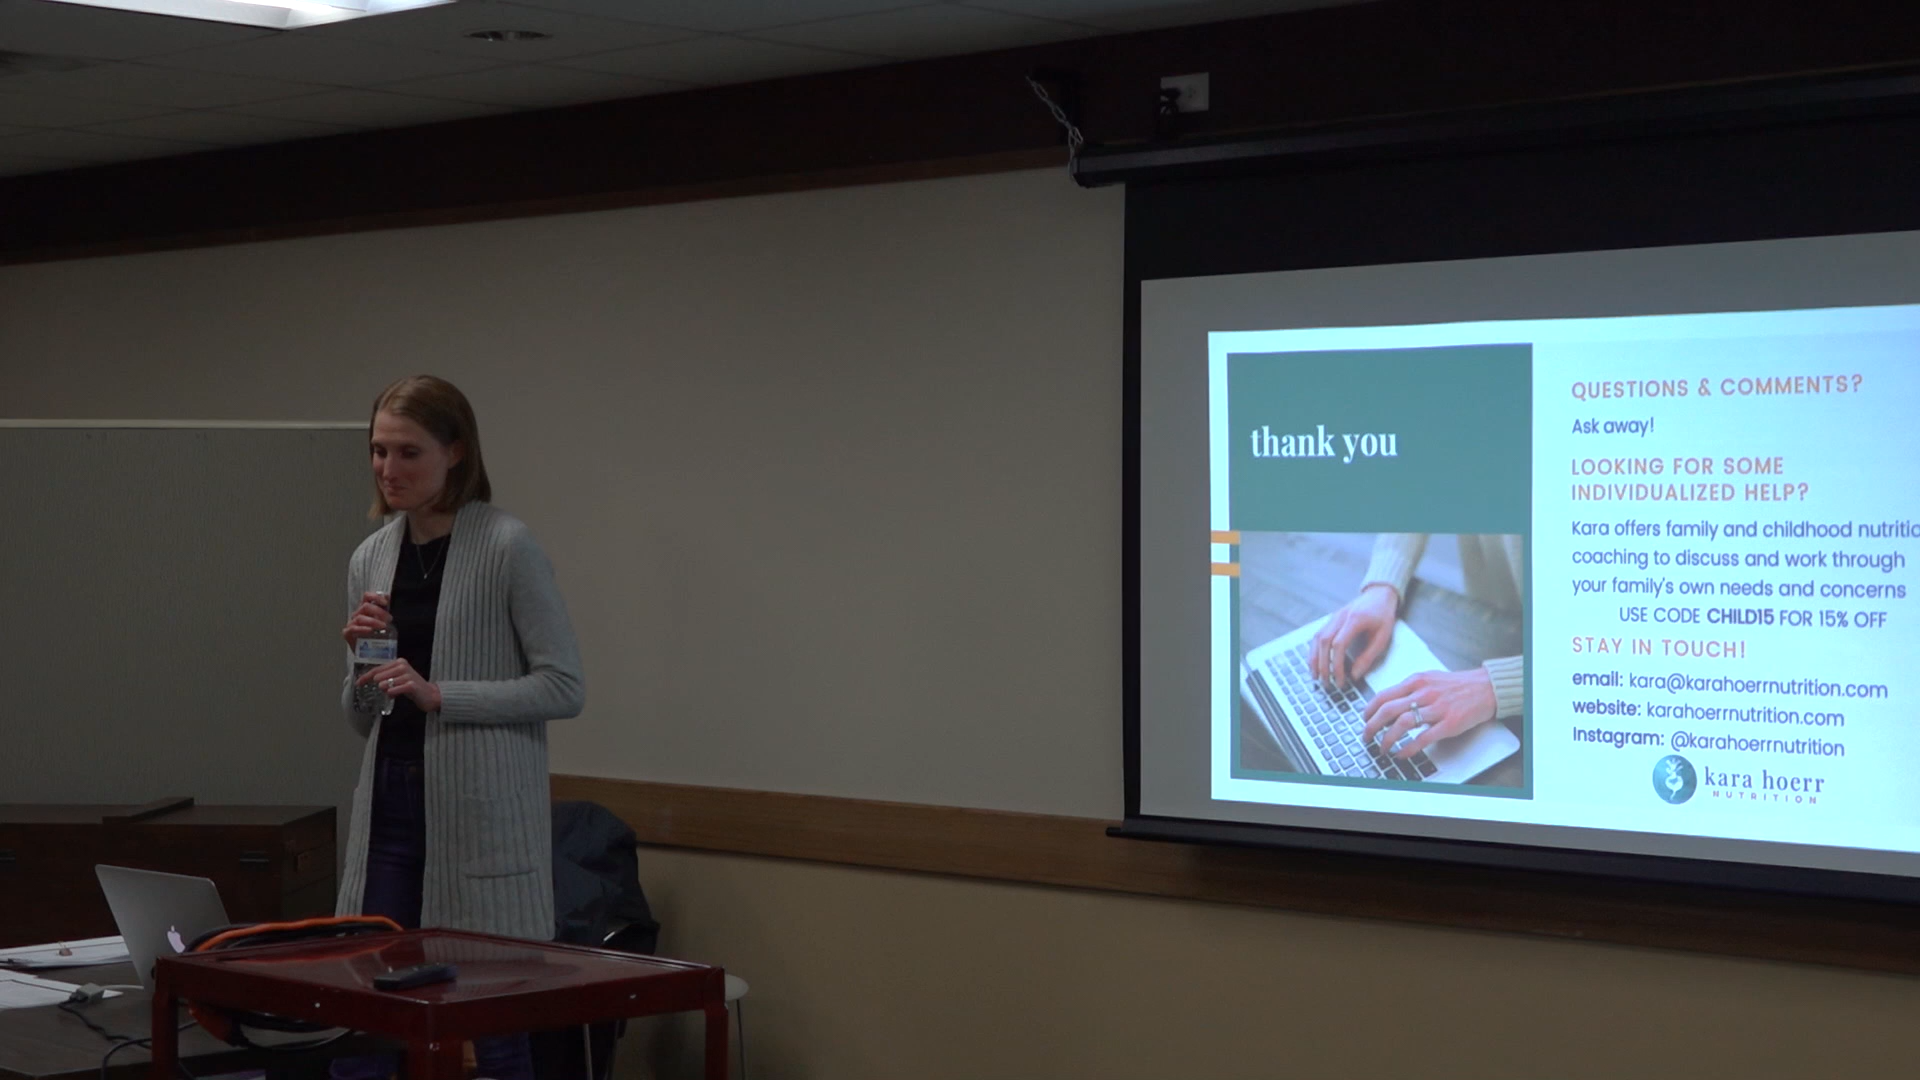 thank you
QUESTIONS & COMMENTS?
Ask away!
LOOKING FOR SOME
INDIVIDUALIZED HELP?
Kara offers family and childhood nutritio
coaching to discuss and work through
your family's own needs and concerns
USE CODE CHILD15 FOR 15% OFF
STAY IN TOUCH!
email: kara@karahoerrnutrition.com
website: karahoerrnutrition.com
Instagram: @karahoerrnutrition
kara hoerr
NUTRITION